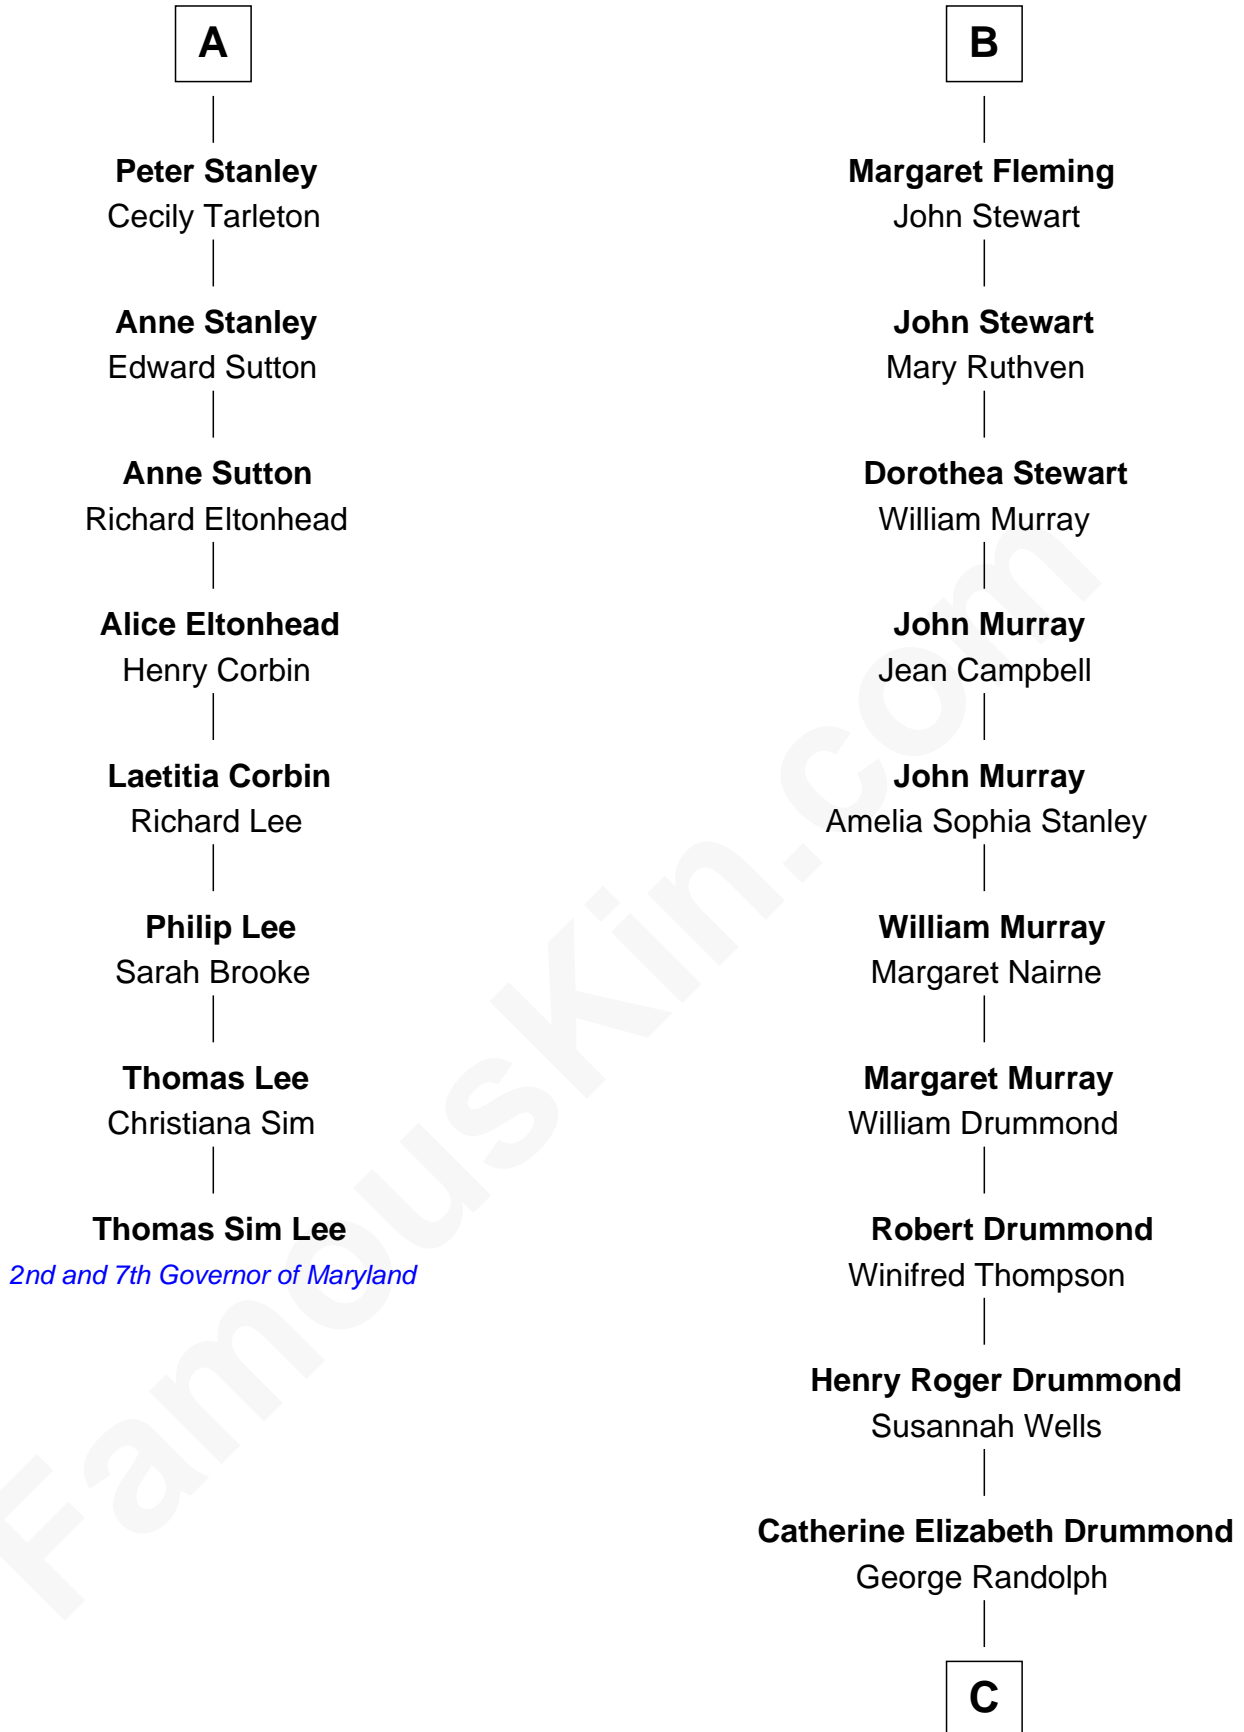 A
Peter Stanley
Cecily Tarleton
Anne Stanley
Edward Sutton
Anne Sutton
Richard Eltonhead
Alice Eltonhead
Henry Corbin
Laetitia Corbin
Richard Lee
Philip Lee
Sarah Brooke
Thomas Lee
Christiana Sim
Thomas Sim Lee
2nd and 7th Governor of Maryland
B
Margaret Fleming
John Stewart
John Stewart
Mary Ruthven
Dorothea Stewart
William Murray
John Murray
Jean Campbell
John Murray
Amelia Sophia Stanley
William Murray
Margaret Nairne
Margaret Murray
William Drummond
Robert Drummond
Winifred Thompson
Henry Roger Drummond
Susannah Wells
Catherine Elizabeth Drummond
George Randolph
C
FamousKin.com